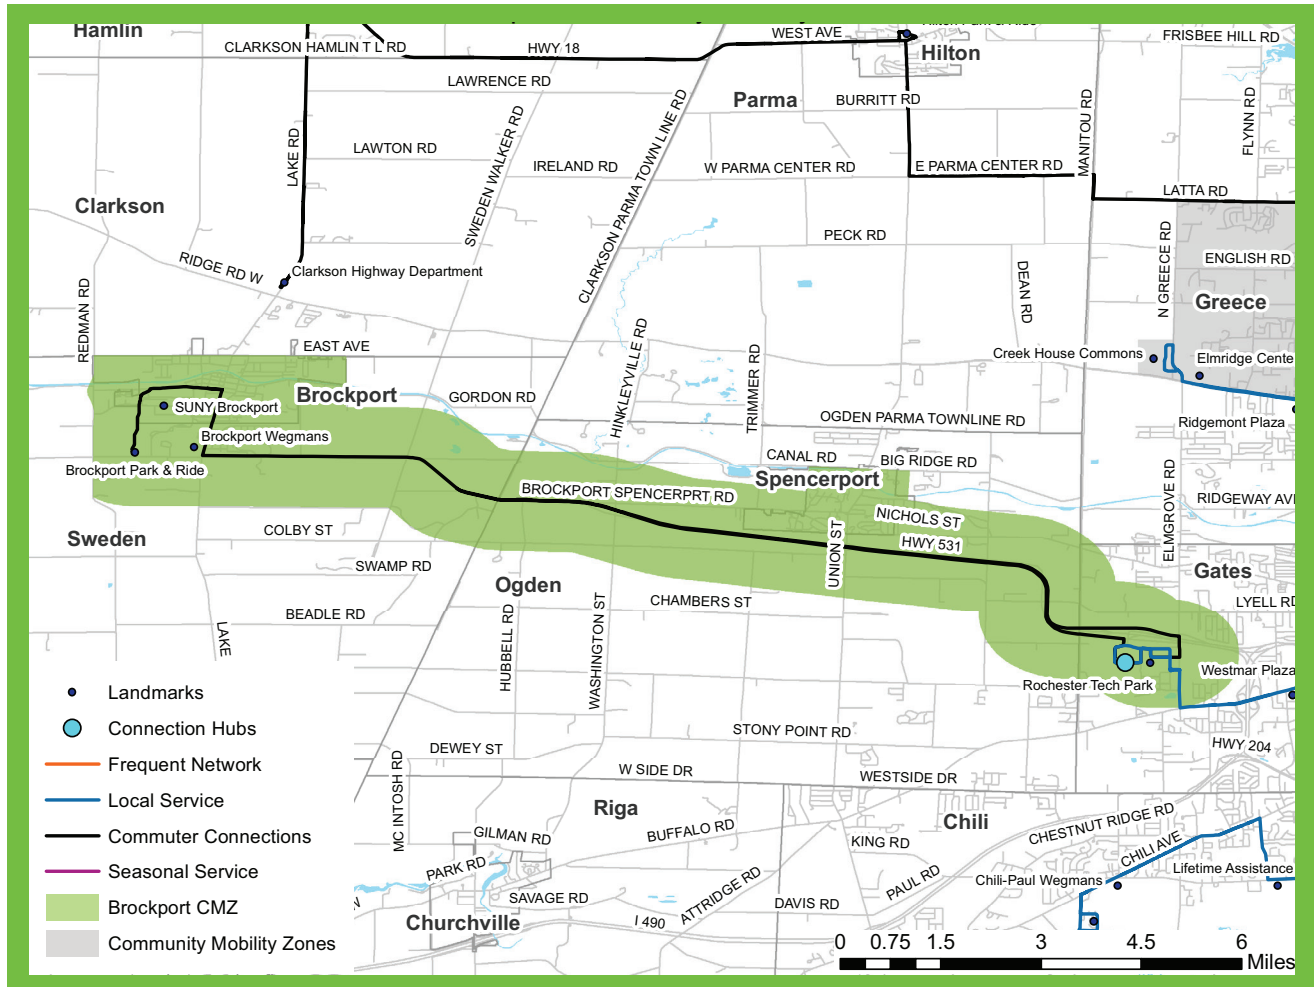 Hamlin
CLARKSON HAMLIN T L RD
HWY 18
WEST AVE
Hilton Park & Ride
Hilton
FRISBEE HILL RD
LAWRENCE RD
Parma
BURRITT RD
MANITOU RD
FLYNN RD
LAKE RD
LAWTON RD
SWEDEN WALKER RD
IRELAND RD
CLARKSON PARMA TOWN LINE RD
W PARMA CENTER RD
E PARMA CENTER RD
LATTA RD
Clarkson
PECK RD
N GREECE RD
ENGLISH RD
RIDGE RD W
Clarkson Highway Department
DEAN RD
Greece
REDMAN RD
EAST AVE
HINKLEYVILLE RD
TRIMMER RD
Creek House Commons
Elmridge Cente
Brockport
GORDON RD
SUNY Brockport
OGDEN PARMA TOWNLINE RD
Ridgemont Plaza
Brockport Wegmans
Brockport Park & Ride
CANAL RD
BIG RIDGE RD
Spencerport
BROCKPORT SPENCERPRT RD
ELMGROVE RD
RIDGEWAY AVE
NICHOLS ST
COLBY ST
Sweden
UNION ST
HWY 531
SWAMP RD
Ogden
Gates
BEADLE RD
CHAMBERS ST
LYELL RD
LAKE
HUBBELL RD
WASHINGTON ST
Westmar Plaza
Rochester Tech Park
Landmarks
Connection Hubs
Frequent Network
Local Service
Commuter Connections
Seasonal Service
Brockport CMZ
Community Mobility Zones
STONY POINT RD
DEWEY ST
HWY 204
MC INTOSH RD
W SIDE DR
WESTSIDE DR
Riga
Chili
GILMAN RD
BUFFALO RD
KING RD
CHESTNUT RIDGE RD
CHILI AVE
PARK RD
PAUL RD
Chili-Paul Wegmans
Lifetime Assistance
SAVAGE RD
ATTRIDGE RD
DAVIS RD
Churchville
I 490
0 0.75 1.5 3 4.5 6
Miles